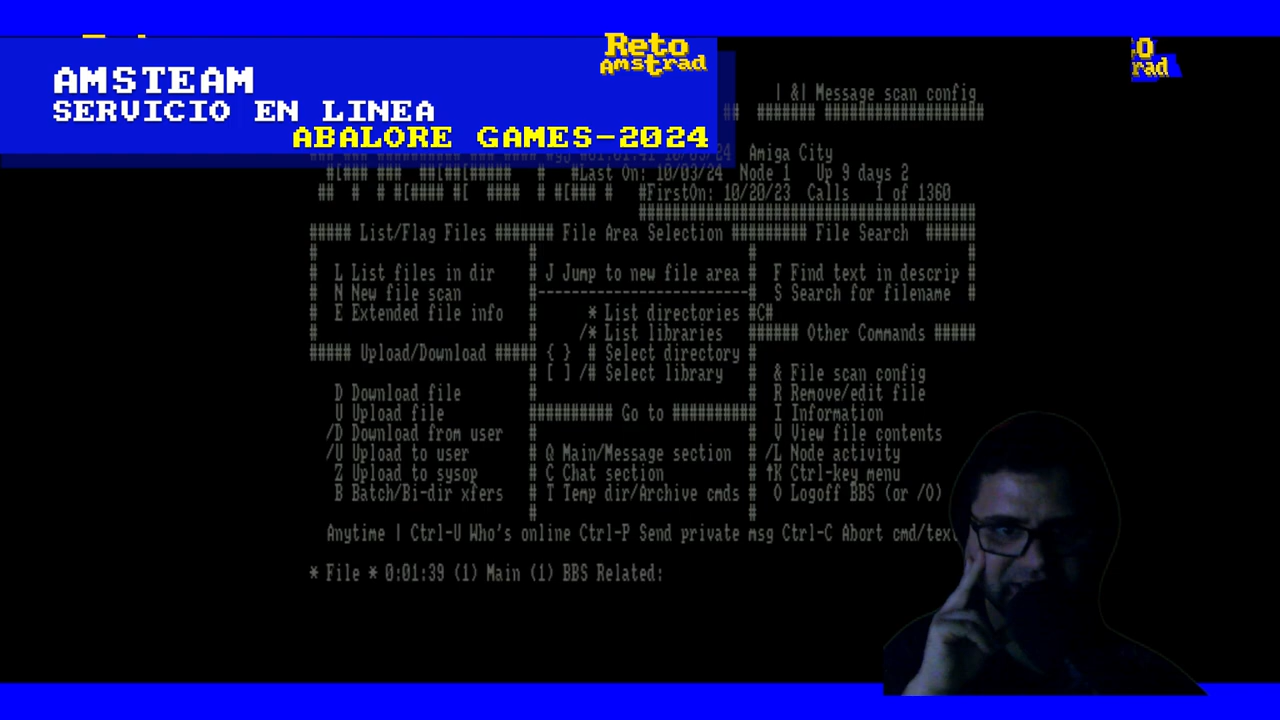 Reto
Amstrad
AMSTEAM
SERVICIO EN LINEA
ABALORE GAMES-2024
| &| Message scan config
## ####### ###################
Amiga City
#[### ### ##[##[##### # #Last On: 10/03/24 Node 1 Up 9 days 2
## # # #[#### #[ #### # #[### # #FirstOn: 10/20/23 Calls 1 of 1360
########################################
##### List/Flag Files ####### File Area Selection ######### File Search ######
# # # #
# L List files in dir # J Jump to new file area # F Find text in descrip #
# N New file scan #-------------------------# S Search for filename #
# E Extended file info # * List directories #C#
# # /* List libraries ###### Other Commands #####
##### Upload/Download ##### { } # Select directory #
# [ ] /# Select library # & File scan config
D Download file # # R Remove/edit file
U Upload file ########## Go to ########## I Information
/D Download from user # # V View file contents
/U Upload to user # Q Main/Message section # /L Node activity
Z Upload to sysop # C Chat section # ↑K Ctrl-key menu
B Batch/Bi-dir xfers # T Temp dir/Archive cmds # O Logoff BBS (or /O)
# #
Anytime | Ctrl-U Who's online Ctrl-P Send private msg Ctrl-C Abort cmd/tex
* File * 0:01:39 (1) Main (1) BBS Related: